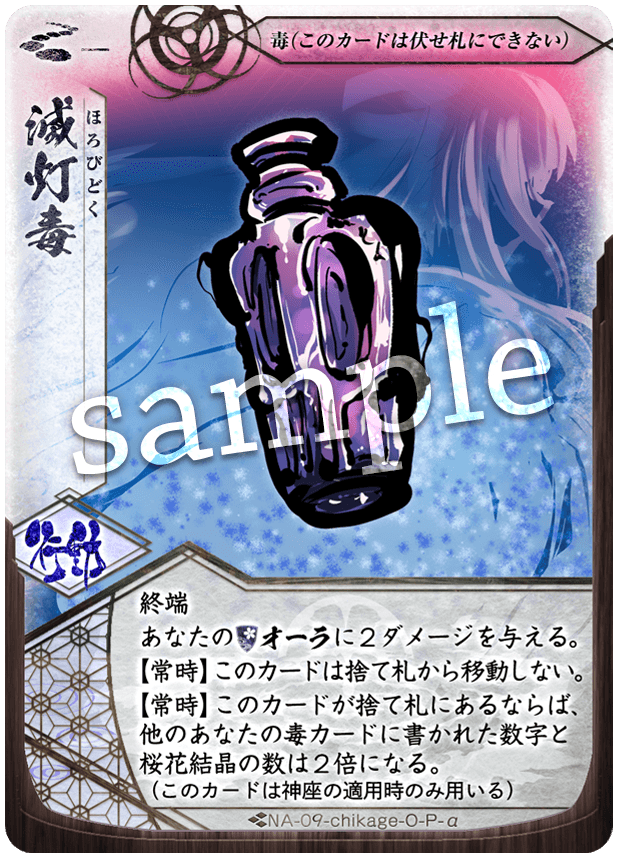 毒(このカードは伏せ札にできない)
滅灯毒
ほろびどく
sample
行動
終端
あなたのオーラに2ダメージを与える。
【常時】このカードは捨て札から移動しない。
【常時】このカードが捨て札にあるならば、
他のあなたの毒カードに書かれた数字と
桜花結晶の数は2倍になる。
(このカードは神座の適用時のみ用いる)
NA-09-chikage-O-P-α